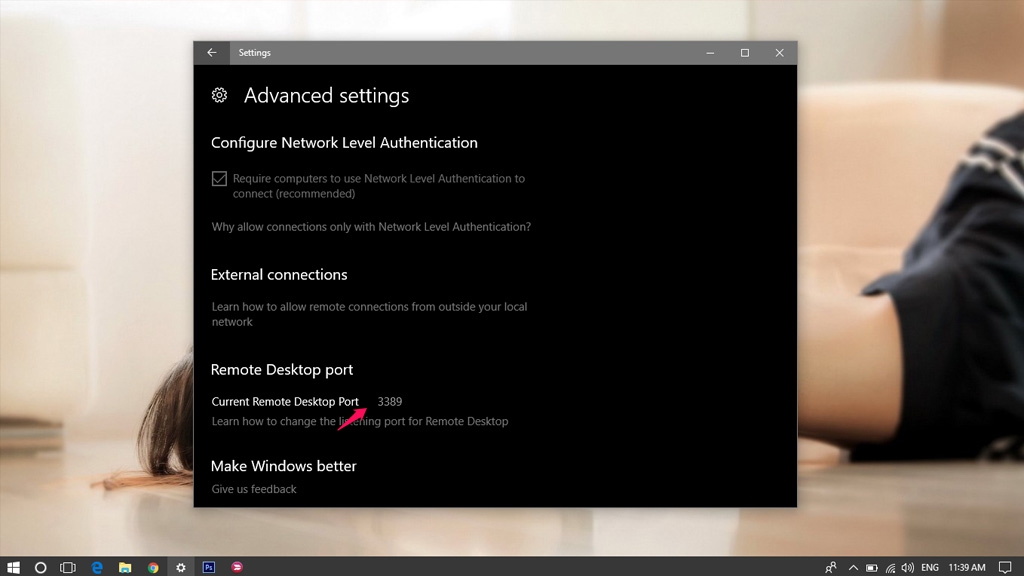 Settings
Advanced settings
Configure Network Level Authentication
Require computers to use Network Level Authentication to
connect (recommended)
Why allow connections only with Network Level Authentication?
External connections
Learn how to allow remote connections from outside your local
network
Remote Desktop port
Current Remote Desktop Port 3389
Learn how to change the listening port for Remote Desktop
Make Windows better
Give us feedback
Ps
ENG 11:39 AM